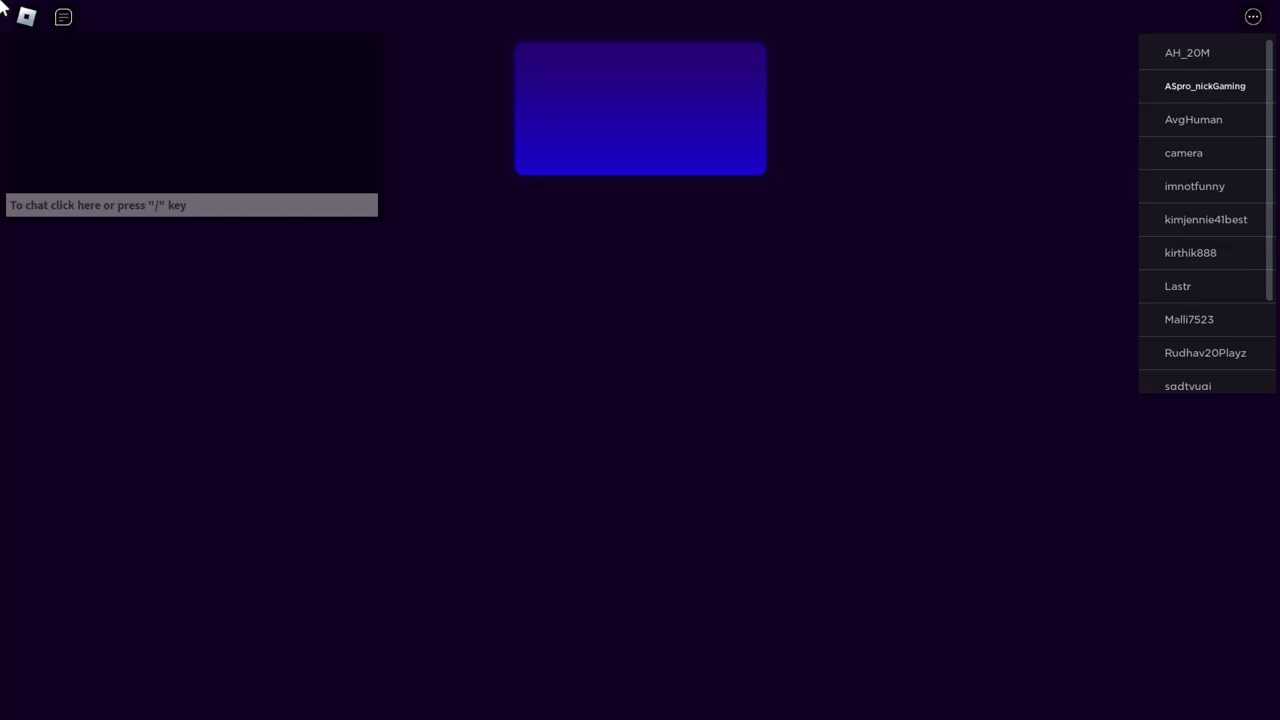 To chat click here or press "/" key
AH_20M
ASpro_nickGaming
AvgHuman
camera
imnotfunny
kimjennie41best
kirthik888
Lastr
Malli7523
Rudhav20Playz